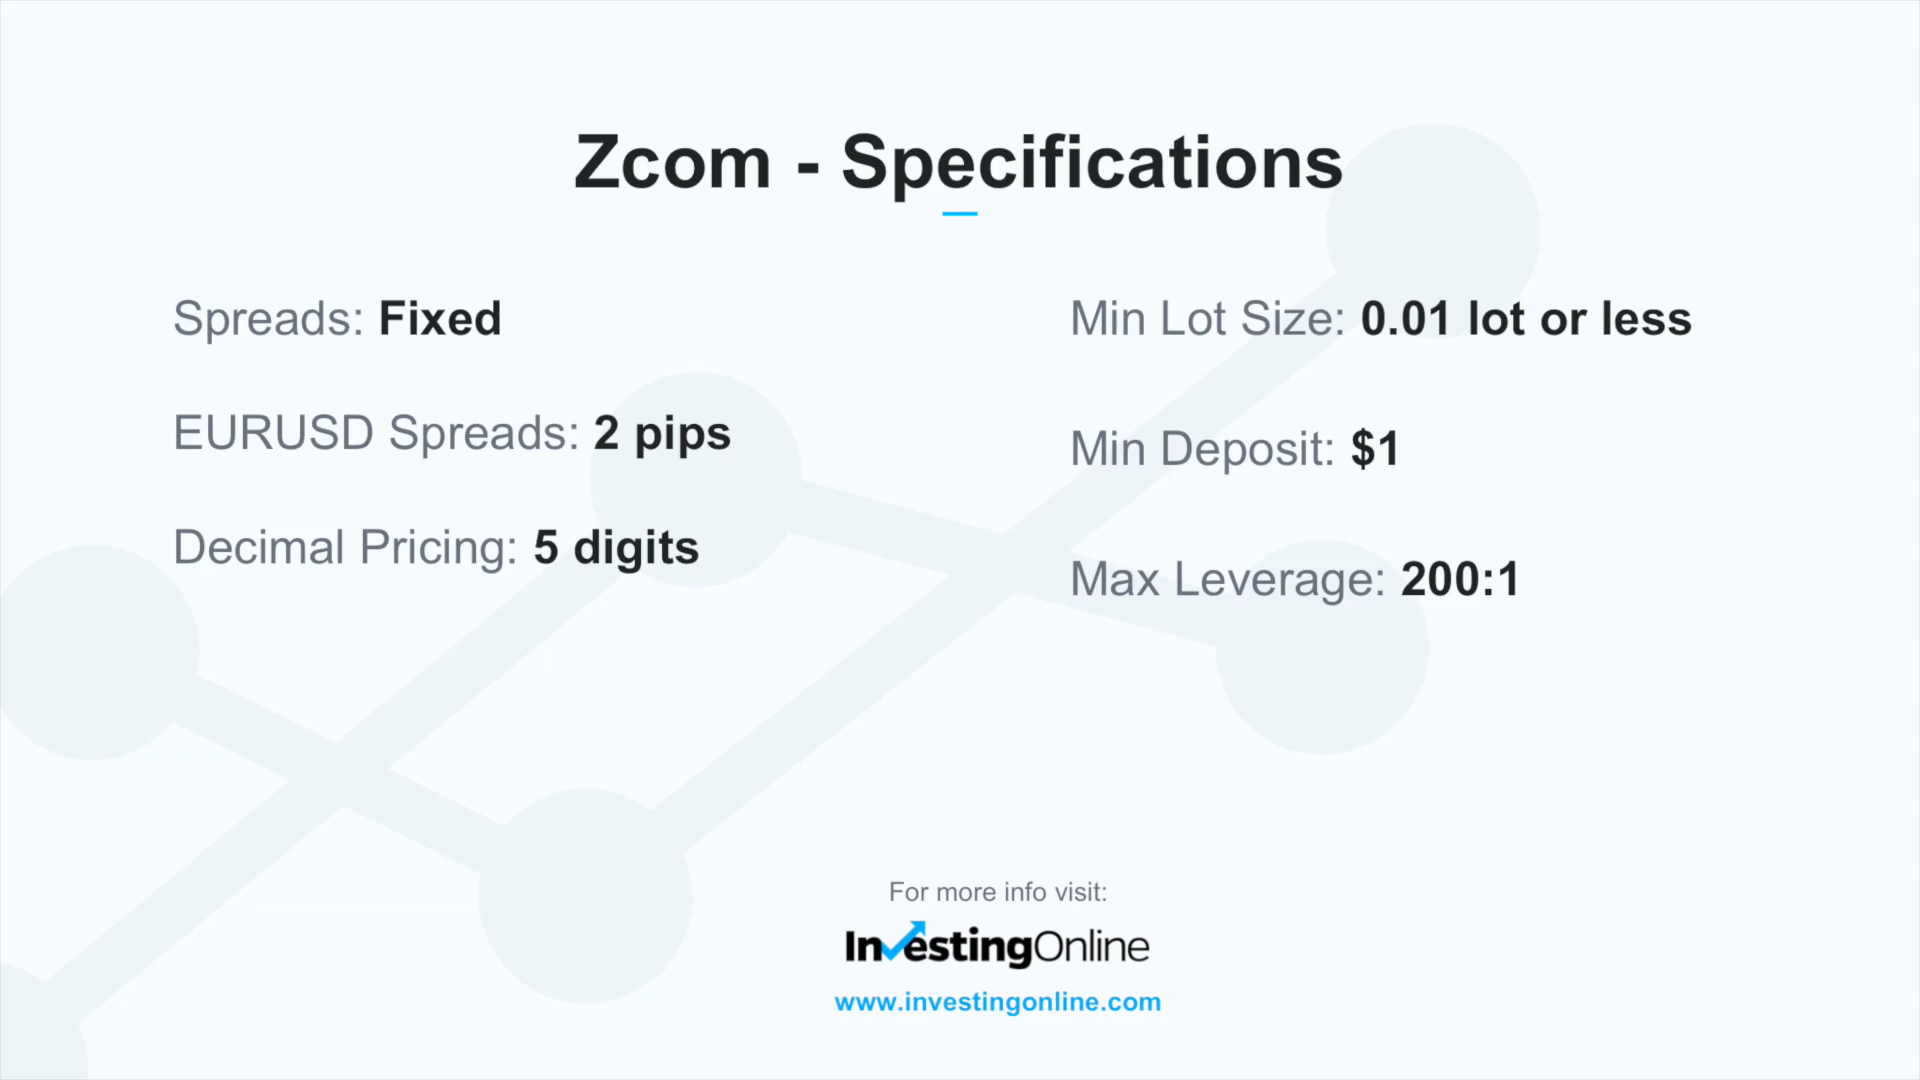 Zcom - Specifications
Spreads: Fixed
EURUSD Spreads: 2 pips
Decimal Pricing: 5 digits
Min Lot Size: 0.01 lot or less
Min Deposit: $1
Max Leverage: 200:1
For more info visit:
InvestingOnline
www.investingonline.com